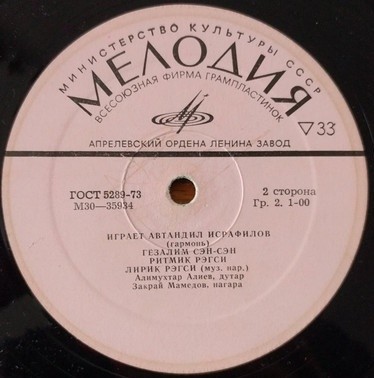 МИНИСТЕРСТВО КУЛЬТУРЫ СССР
МЕЛОДИЯ
ВСЕСОЮЗНАЯ ФИРМА ГРАМПЛАСТИНОК
▽33
АПРЕЛЕВСКИЙ ОРДЕНА ЛЕНИНА ЗАВОД
ГОСТ 5289-73
М30—35934
2 сторона
Гр. 2. 1-00
ИГРАЕТ АВТАНДИЛ ИСРАФИЛОВ
(гармонь)
ГЕЗАЛИМ СЭН-СЭН
РИТМИК РЭГСИ
ЛИРИК РЭГСИ (муз. нар.)
Алимухтар Алиев, дутар
Закрай Мамедов, нагара